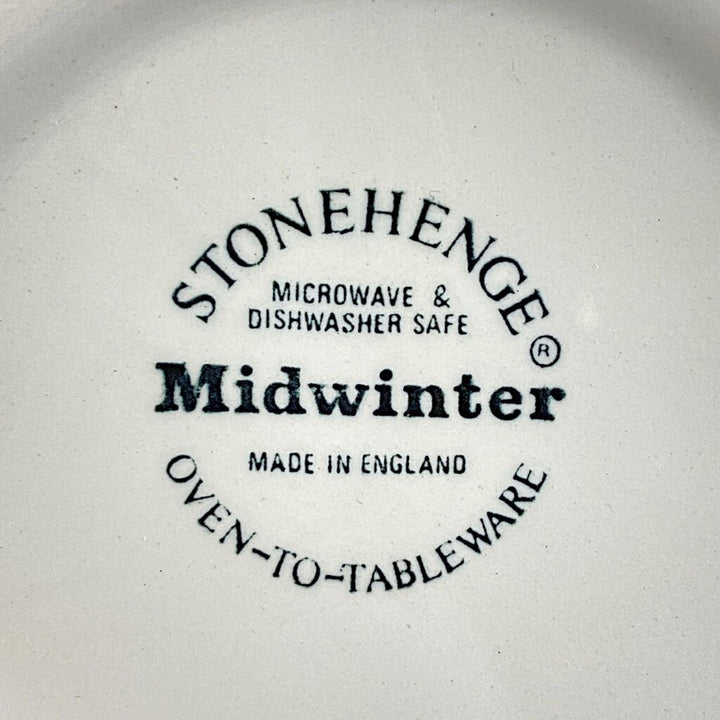 STONEHENGE®
MICROWAVE &
DISHWASHER SAFE
Midwinter
MADE IN ENGLAND
OVEN-TO-TABLEWARE